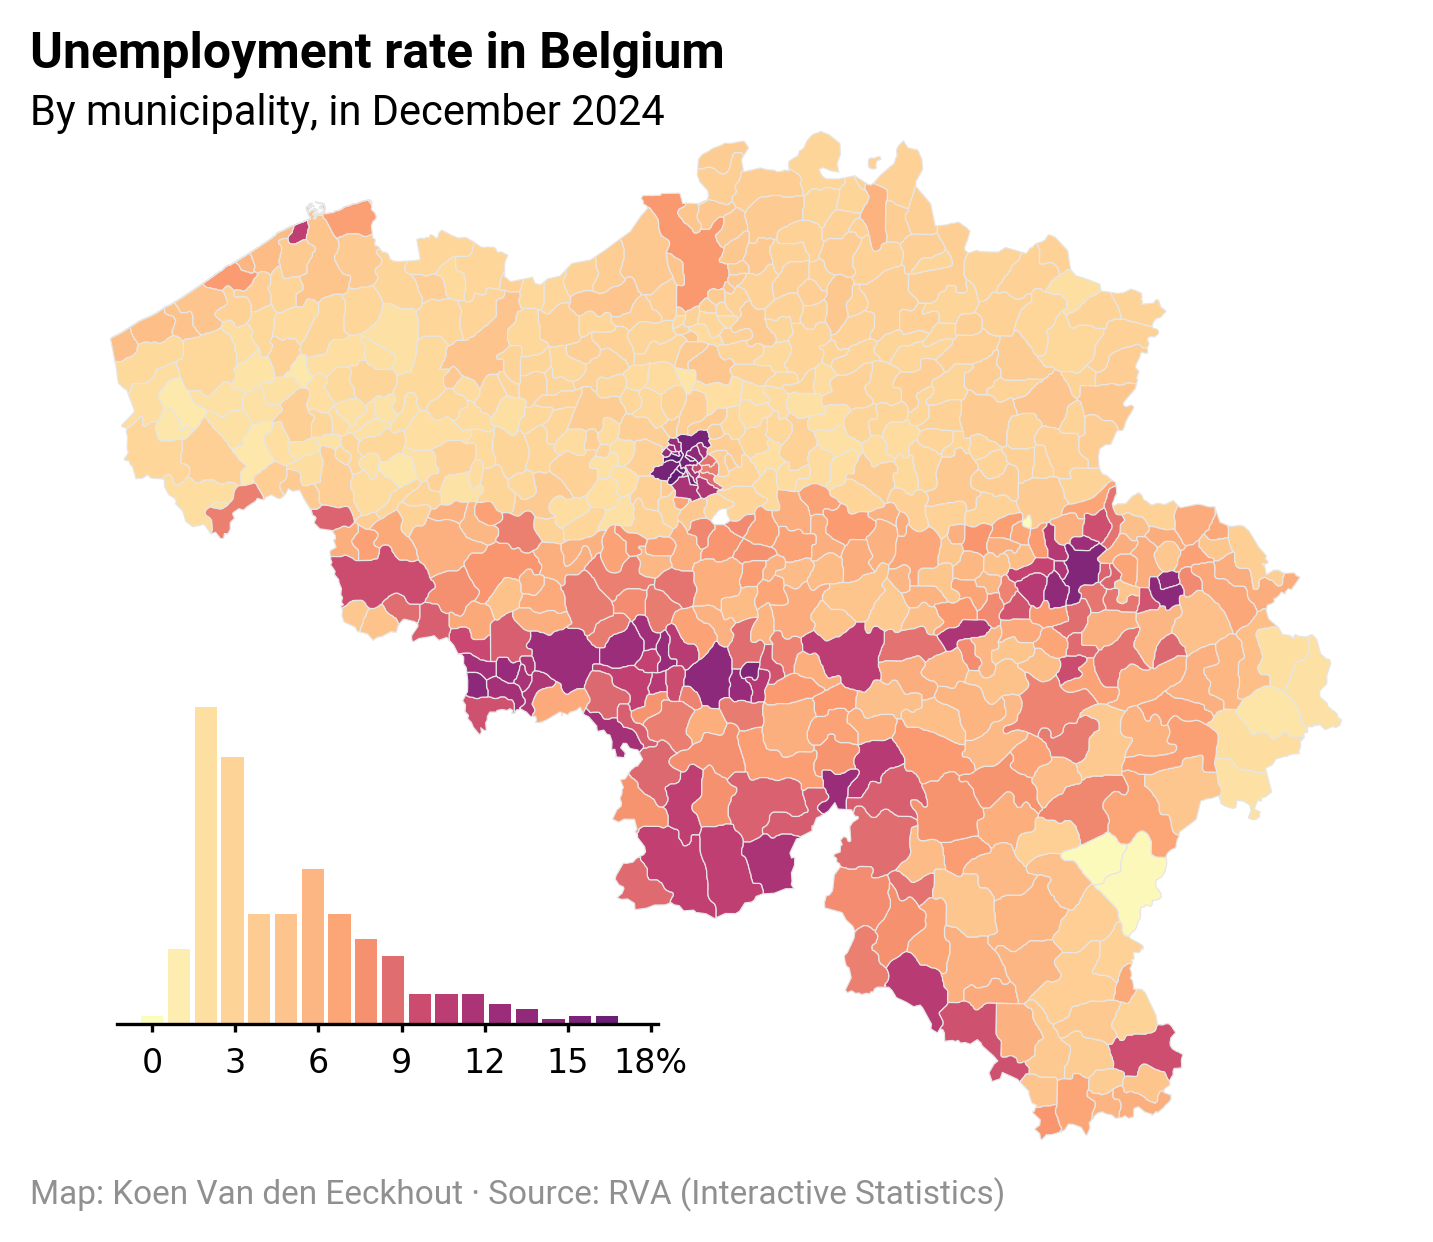 Unemployment rate in Belgium
By municipality, in December 2024
0 3 6 9 12 15 18%
Map: Koen Van den Eeckhout · Source: RVA (Interactive Statistics)